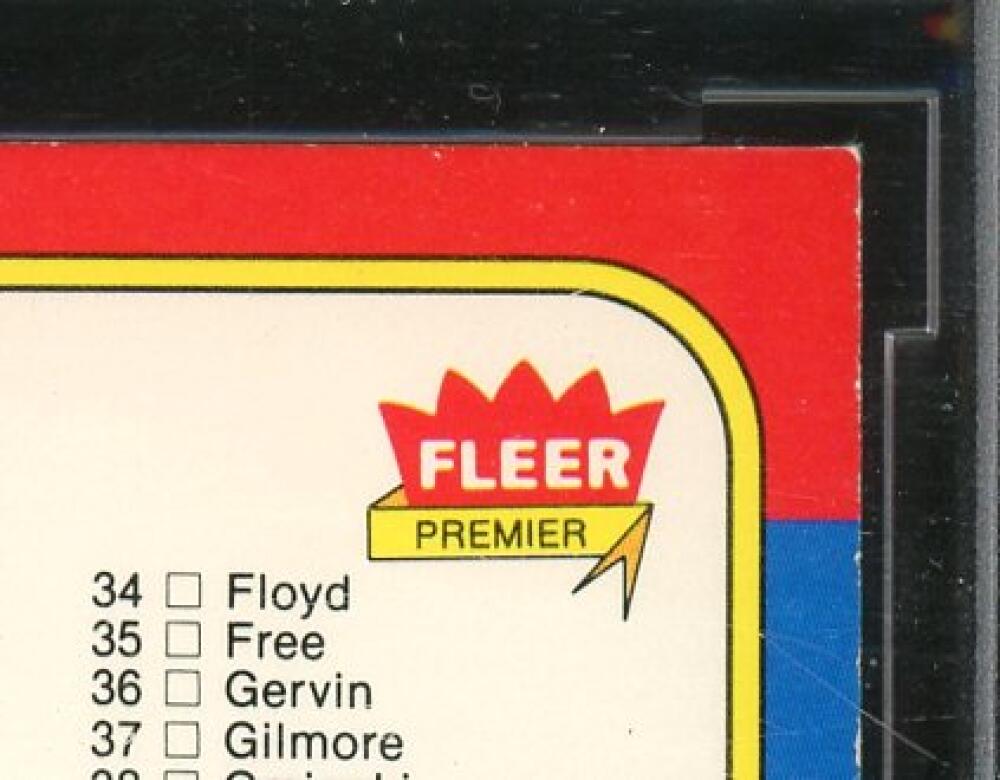 FLEER
PREMIER
34 □ Floyd
35 □ Free
36 □ Gervin
37 □ Gilmore